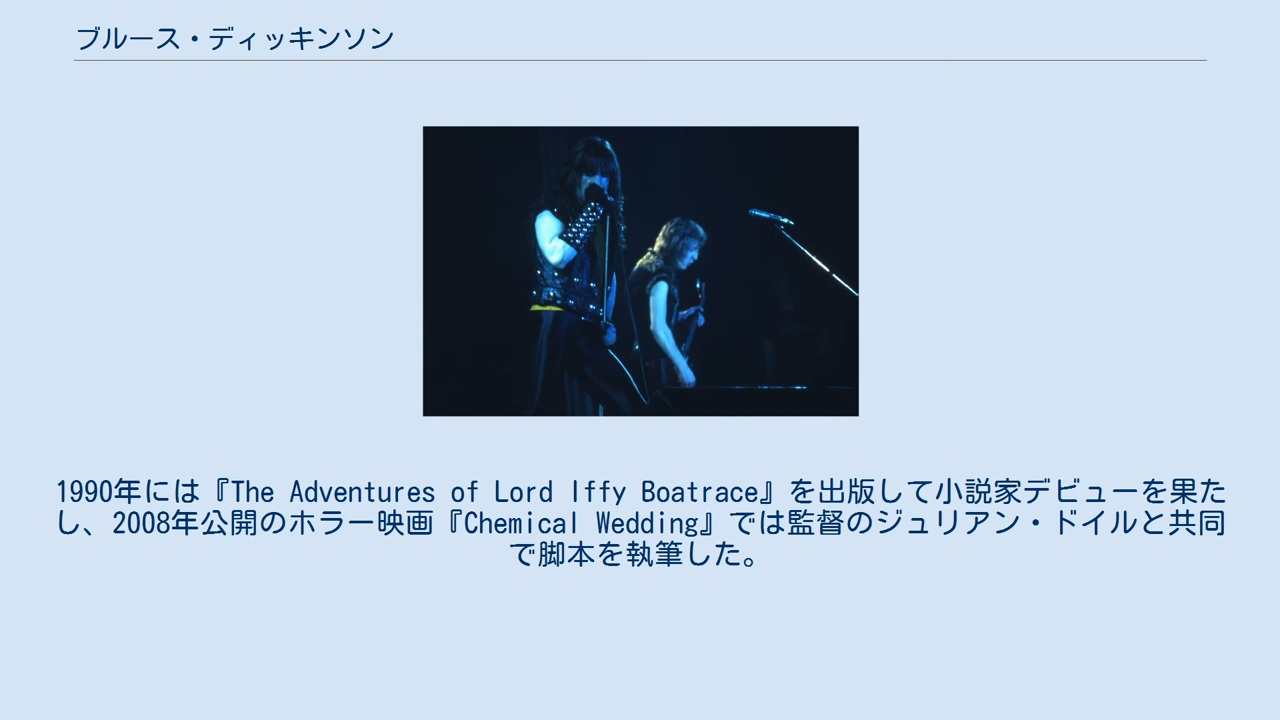 ブルース・ディッキンソン
1990年には『The Adventures of Lord Iffy Boatrace』を出版して小説家デビューを果た
し、2008年公開のホラー映画『Chemical Wedding』では監督のジュリアン・ドイルと共同
で脚本を執筆した。